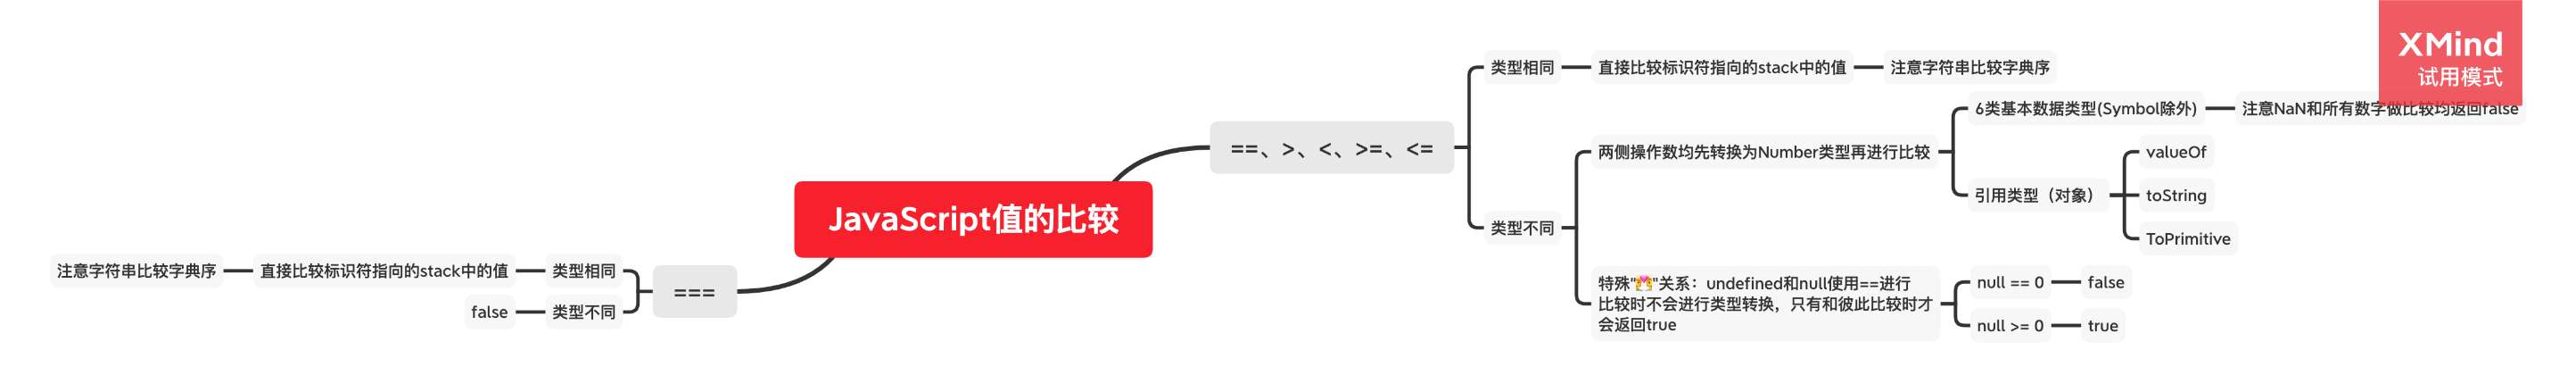 XMind
试用模式
JavaScript值的比较
==、>、<、>=、<=
类型相同
直接比较标识符指向的stack中的值
注意字符串比较字典序
类型不同
两侧操作数均先转换为Number类型再进行比较
6类基本数据类型(Symbol除外)
注意NaN和所有数字做比较均返回false
引用类型（对象）
valueOf
toString
ToPrimitive
特殊"👩‍❤️‍👨"关系：undefined和null使用==进行
比较时不会进行类型转换，只有和彼此比较时才
会返回true
null == 0
false
null >= 0
true
===
类型相同
直接比较标识符指向的stack中的值
注意字符串比较字典序
类型不同
false